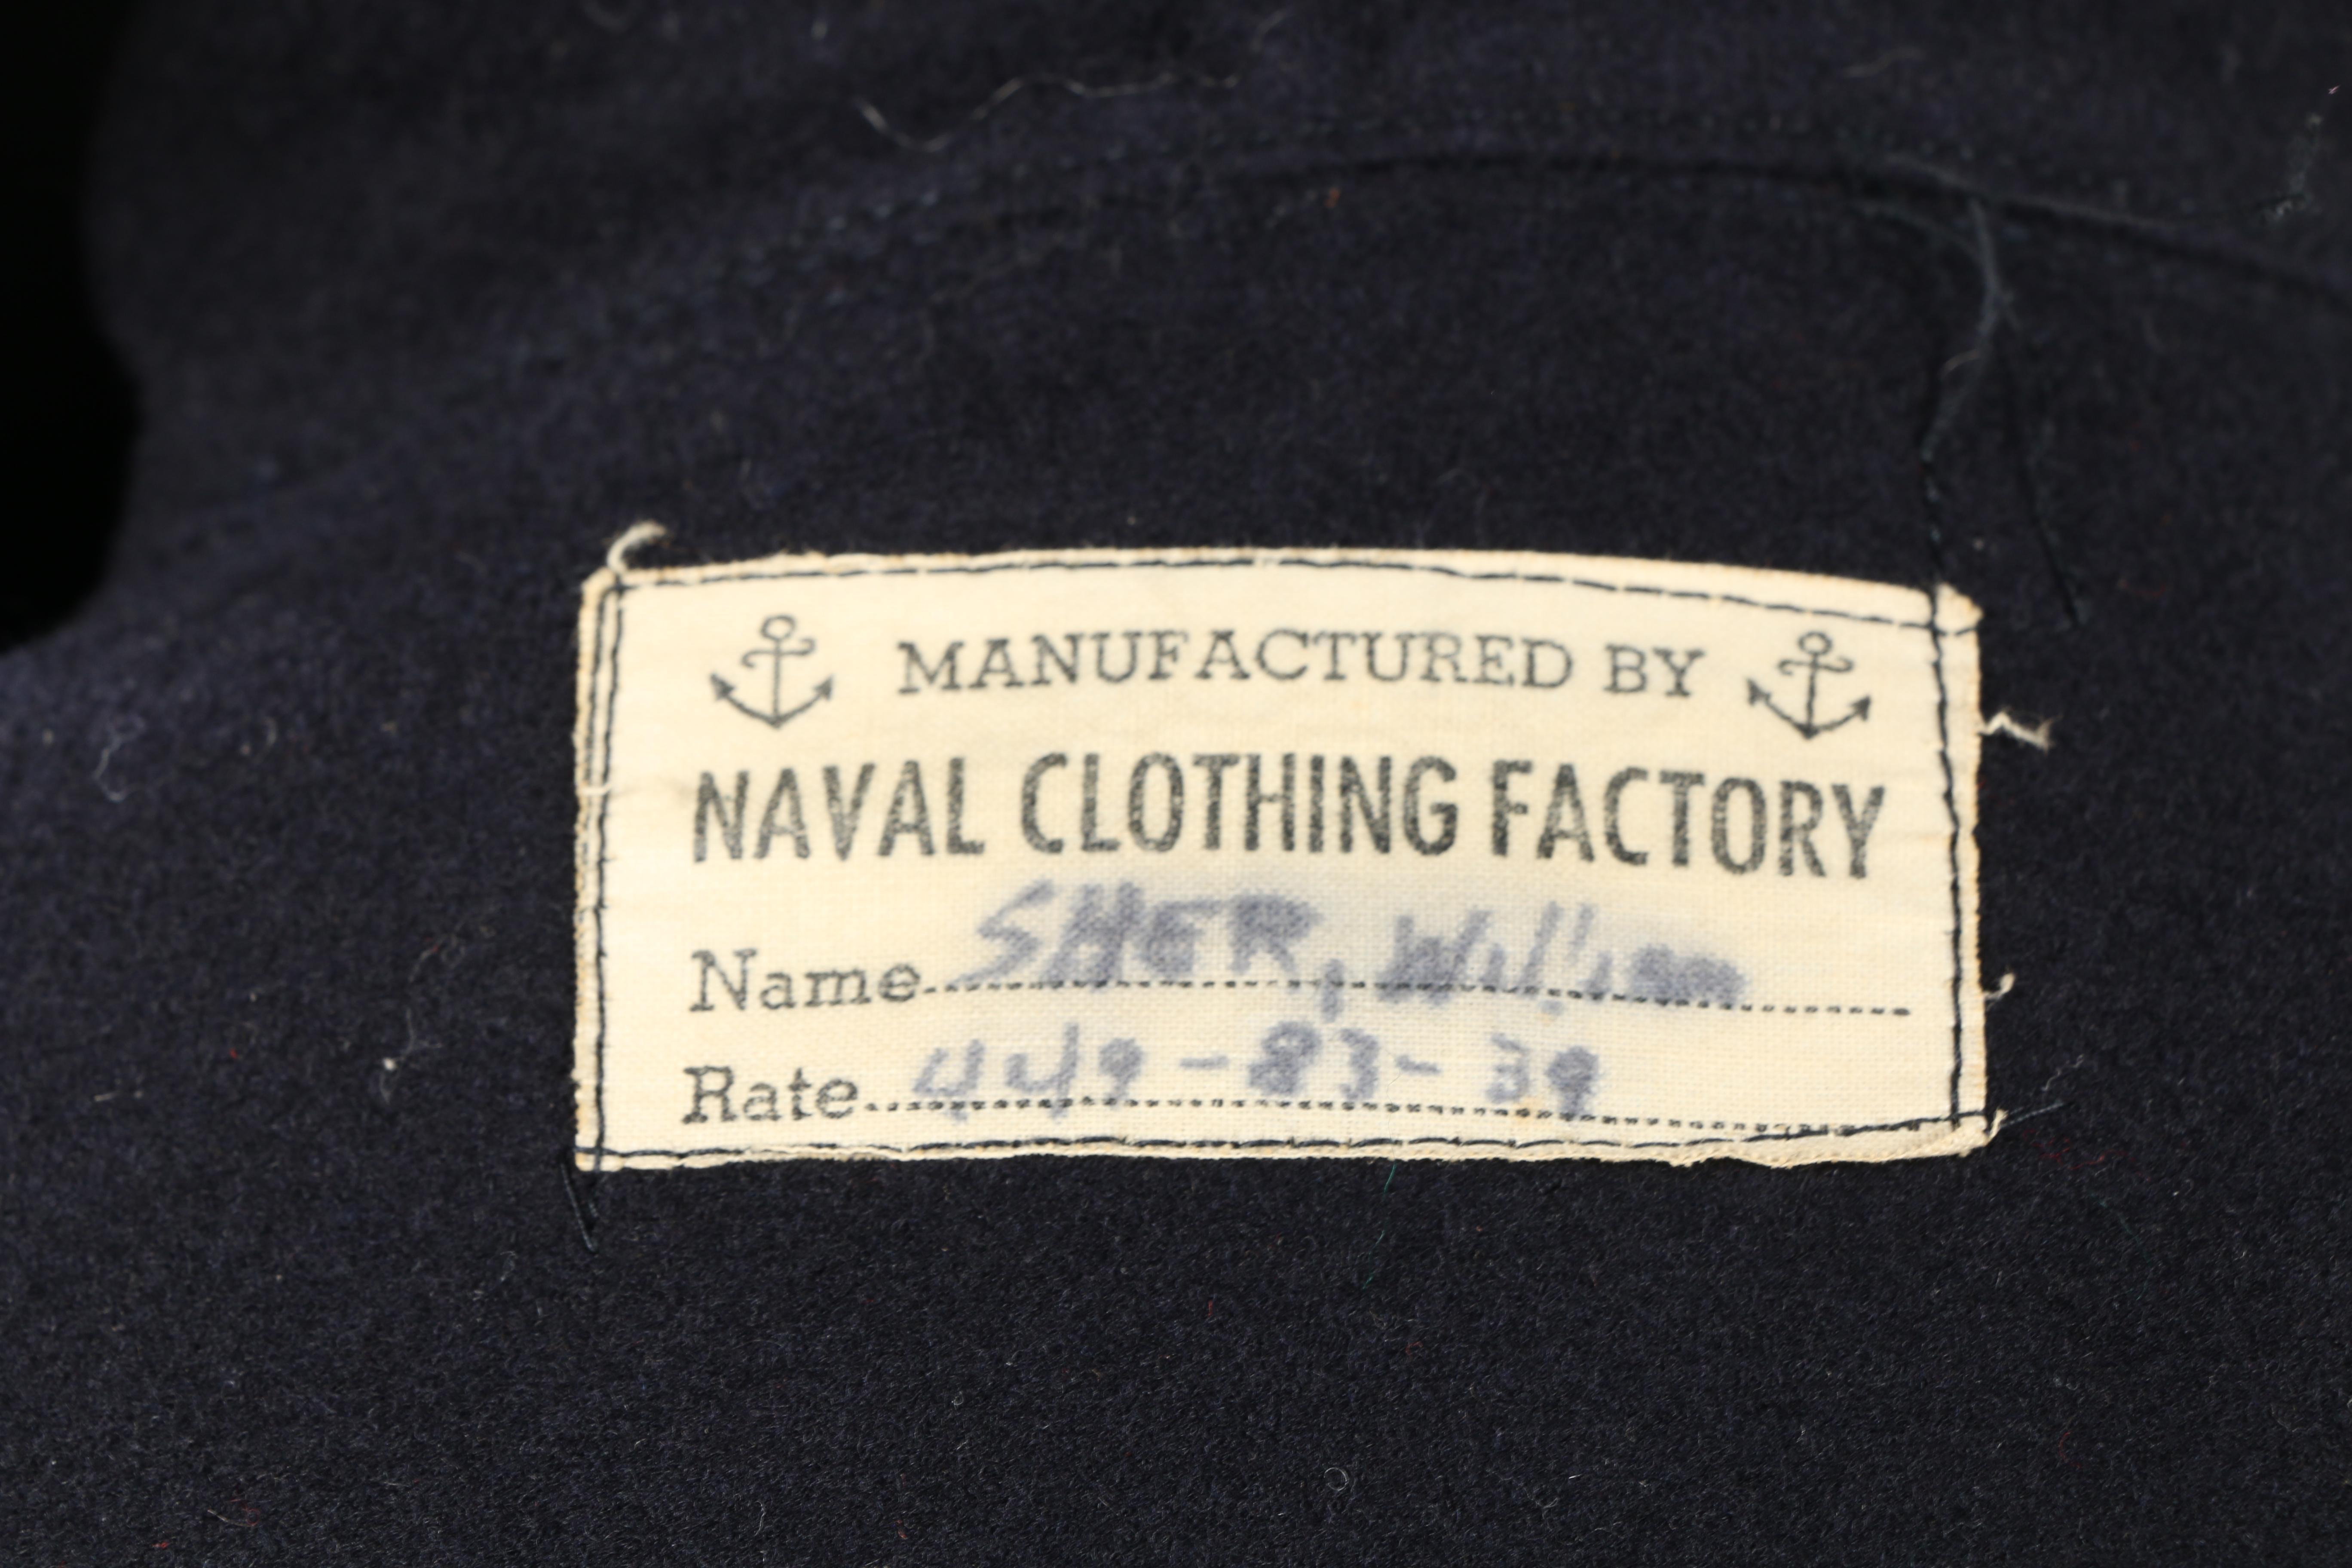 MANUFACTURED BY
NAVAL CLOTHING FACTORY
Name SHER, William
Rate 449-83-39